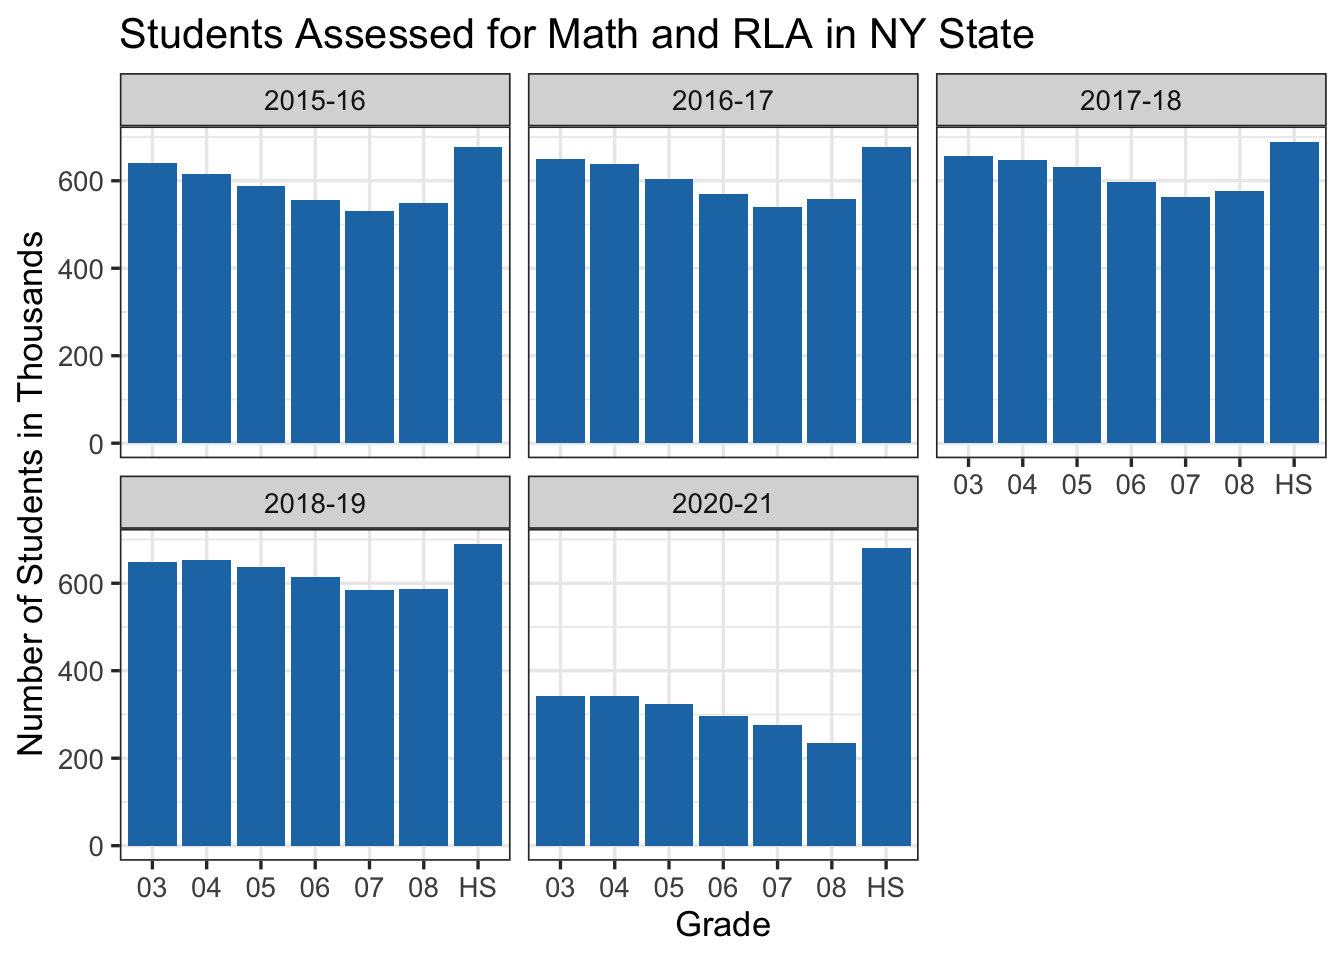 Students Assessed for Math and RLA in NY State
2015-16
2016-17
2017-18
Number of Students in Thousands
600
400
200
0
03 04 05 06 07 08 HS
2018-19
2020-21
600
400
200
0
03 04 05 06 07 08 HS
03 04 05 06 07 08 HS
Grade